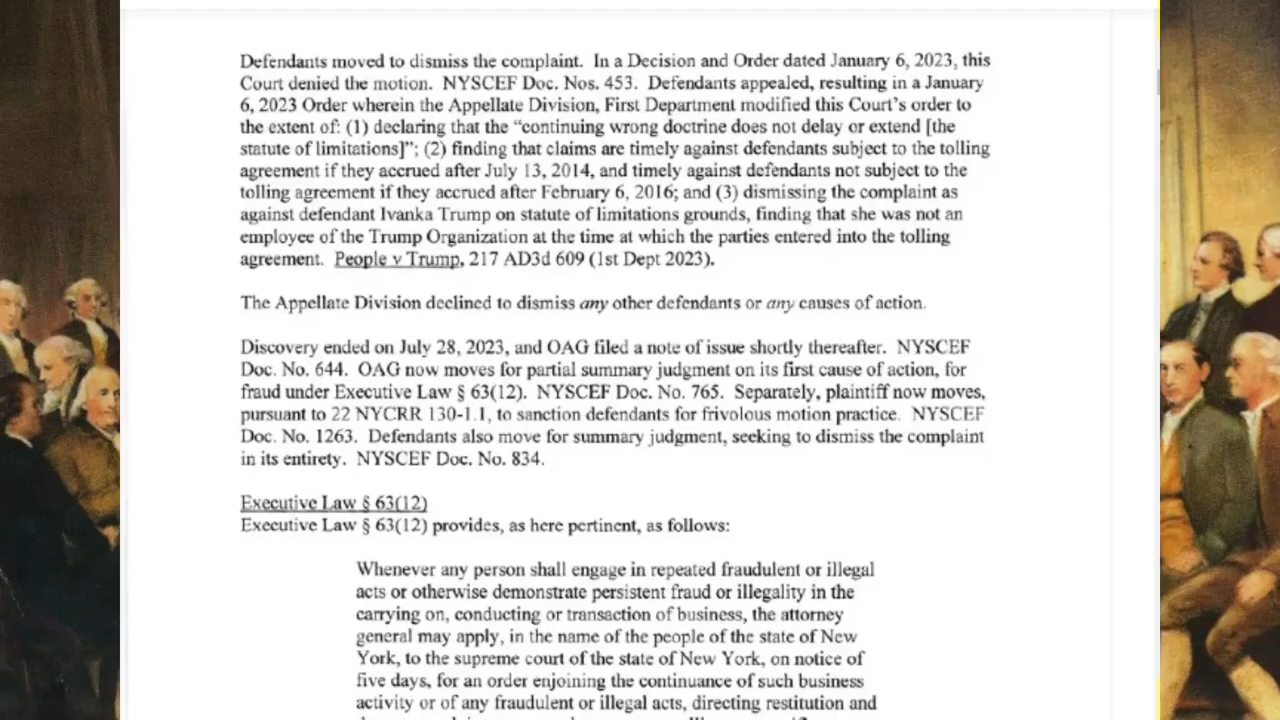 Defendants moved to dismiss the complaint. In a Decision and Order dated January 6, 2023, this
Court denied the motion. NYSCEF Doc. Nos. 453. Defendants appealed, resulting in a January
6, 2023 Order wherein the Appellate Division, First Department modified this Court's order to
the extent of: (1) declaring that the “continuing wrong doctrine does not delay or extend [the
statute of limitations]”; (2) finding that claims are timely against defendants subject to the tolling
agreement if they accrued after July 13, 2014, and timely against defendants not subject to the
tolling agreement if they accrued after February 6, 2016; and (3) dismissing the complaint as
against defendant Ivanka Trump on statute of limitations grounds, finding that she was not an
employee of the Trump Organization at the time at which the parties entered into the tolling
agreement. People v Trump, 217 AD3d 609 (1st Dept 2023).
The Appellate Division declined to dismiss any other defendants or any causes of action.
Discovery ended on July 28, 2023, and OAG filed a note of issue shortly thereafter. NYSCEF
Doc. No. 644. OAG now moves for partial summary judgment on its first cause of action, for
fraud under Executive Law § 63(12). NYSCEF Doc. No. 765. Separately, plaintiff now moves,
pursuant to 22 NYCRR 130-1.1, to sanction defendants for frivolous motion practice. NYSCEF
Doc. No. 1263. Defendants also move for summary judgment, seeking to dismiss the complaint
in its entirety. NYSCEF Doc. No. 834.
Executive Law § 63(12)
Executive Law § 63(12) provides, as here pertinent, as follows:
Whenever any person shall engage in repeated fraudulent or illegal
acts or otherwise demonstrate persistent fraud or illegality in the
carrying on, conducting or transaction of business, the attorney
general may apply, in the name of the people of the state of New
York, to the supreme court of the state of New York, on notice of
five days, for an order enjoining the continuance of such business
activity or of any fraudulent or illegal acts, directing restitution and